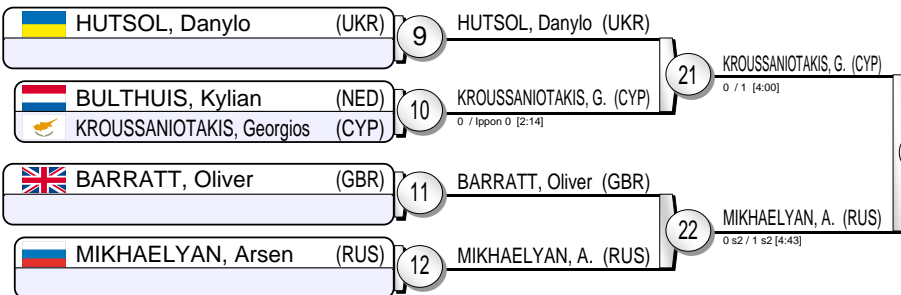 HUTSOL, Danylo (UKR)
9
HUTSOL, Danylo (UKR)
BULTHUIS, Kylian (NED)
KROUSSANIOTAKIS, Georgios (CYP)
10
KROUSSANIOTAKIS, G. (CYP)
0 / Ippon 0 [2:14]
21
KROUSSANIOTAKIS, G. (CYP)
0 / 1 [4:00]
BARRATT, Oliver (GBR)
11
BARRATT, Oliver (GBR)
MIKHAELYAN, Arsen (RUS)
12
MIKHAELYAN, A. (RUS)
22
MIKHAELYAN, A. (RUS)
0 s2 / 1 s2 [4:43]
(